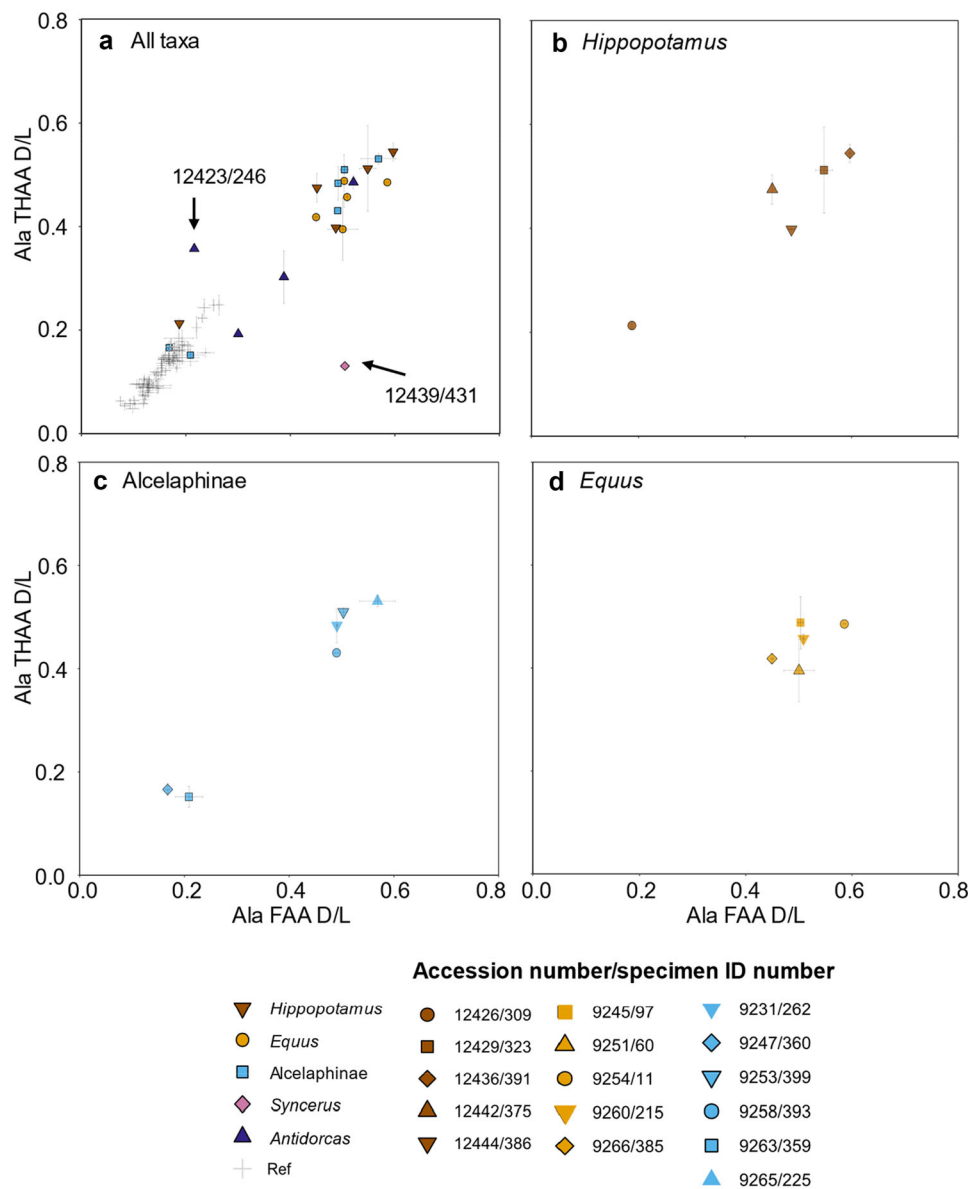 a All taxa
b Hippopotamus
0.8
0.6
0.4
0.2
0.0
Ala THAA D/L
12423/246
12439/431
c Alcelaphinae
d Equus
0.8
0.6
0.4
0.2
0.0
Ala THAA D/L
0.2 0.4 0.6 0.8
Ala FAA D/L
0.0 0.2 0.4 0.6 0.8
Ala FAA D/L
Accession number/specimen ID number
Hippopotamus
Equus
Alcelaphinae
Syncerus
Antidorcas
Ref
12426/309
12429/323
12436/391
12442/375
12444/386
9245/97
9251/60
9254/11
9260/215
9266/385
9231/262
9247/360
9253/399
9258/393
9263/359
9265/225